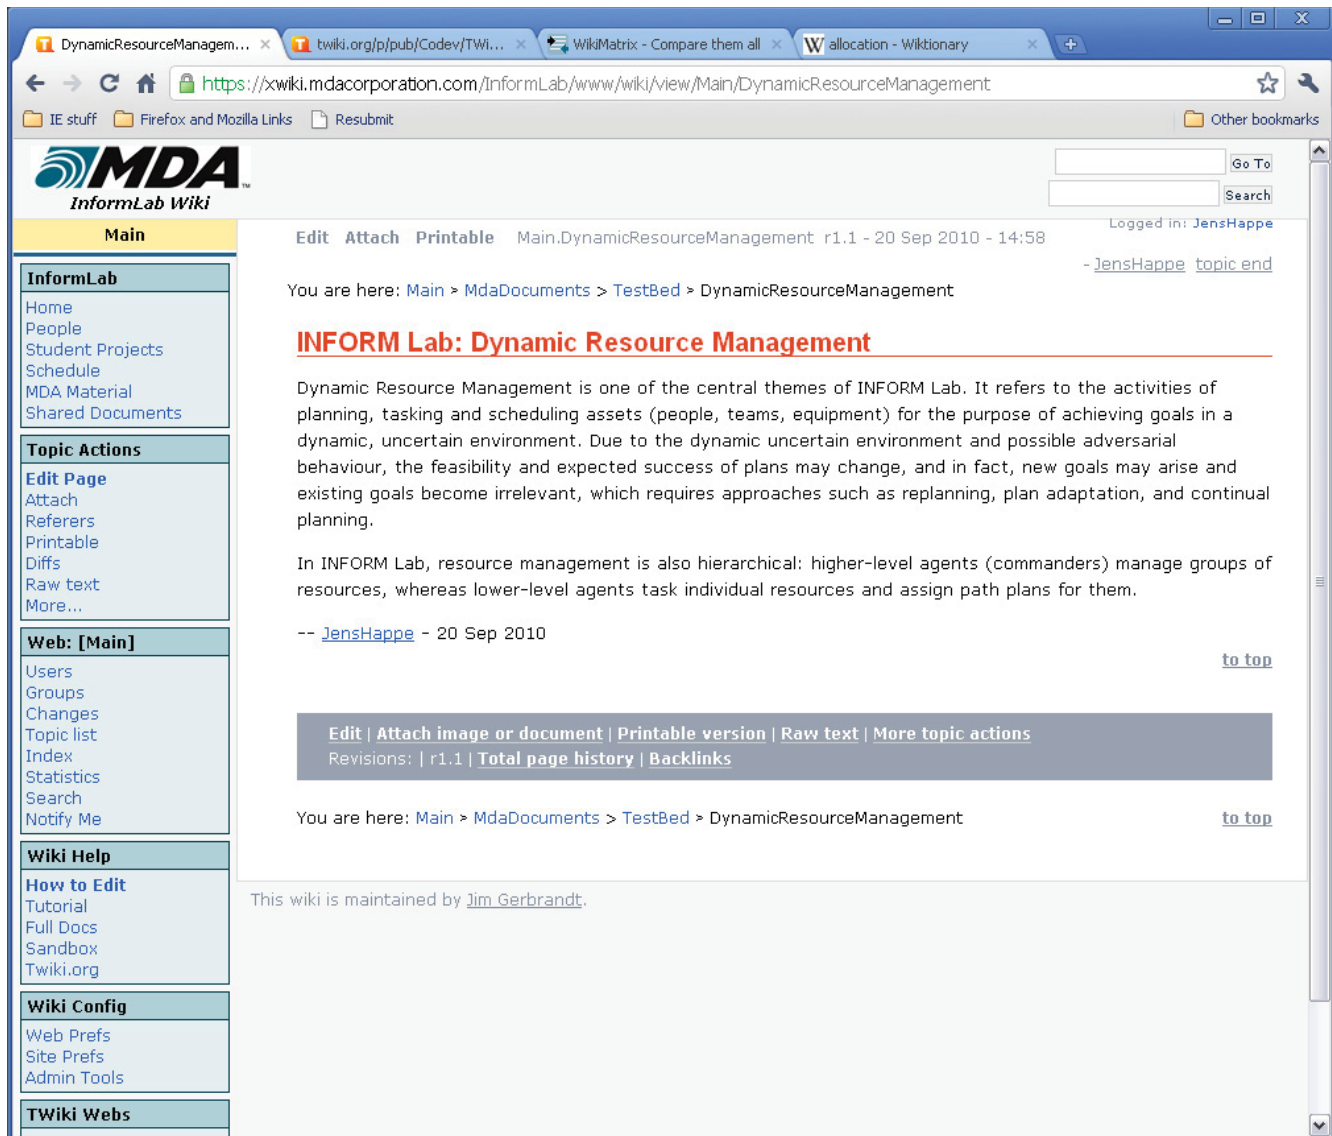 DynamicResourceManagem...
twiki.org/p/pub/Codev/TWi...
WikiMatrix - Compare them all
W allocation - Wiktionary
https://xwiki.mdacorporation.com/InformLab/www/wiki/view/Main/DynamicResourceManagement
IE stuff Firefox and Mozilla Links Resubmit Other bookmarks
MDA TM
InformLab Wiki
Go To
Search
Main
Logged in: JensHappe
Edit Attach Printable Main.DynamicResourceManagement r1.1 - 20 Sep 2010 - 14:58
- JensHappe topic end
You are here: Main > MdaDocuments > TestBed > DynamicResourceManagement
InformLab
Home
People
Student Projects
Schedule
MDA Material
Shared Documents
Topic Actions
Edit Page
Attach
Referers
Printable
Diffs
Raw text
More...
Web: [Main]
Users
Groups
Changes
Topic list
Index
Statistics
Search
Notify Me
Wiki Help
How to Edit
Tutorial
Full Docs
Sandbox
Twiki.org
Wiki Config
Web Prefs
Site Prefs
Admin Tools
TWiki Webs
INFORM Lab: Dynamic Resource Management
Dynamic Resource Management is one of the central themes of INFORM Lab. It refers to the activities of
planning, tasking and scheduling assets (people, teams, equipment) for the purpose of achieving goals in a
dynamic, uncertain environment. Due to the dynamic uncertain environment and possible adversarial
behaviour, the feasibility and expected success of plans may change, and in fact, new goals may arise and
existing goals become irrelevant, which requires approaches such as replanning, plan adaptation, and continual
planning.
In INFORM Lab, resource management is also hierarchical: higher-level agents (commanders) manage groups of
resources, whereas lower-level agents task individual resources and assign path plans for them.
-- JensHappe - 20 Sep 2010
to top
Edit | Attach image or document | Printable version | Raw text | More topic actions
Revisions: | r1.1 | Total page history | Backlinks
You are here: Main > MdaDocuments > TestBed > DynamicResourceManagement
to top
This wiki is maintained by Jim Gerbrandt.